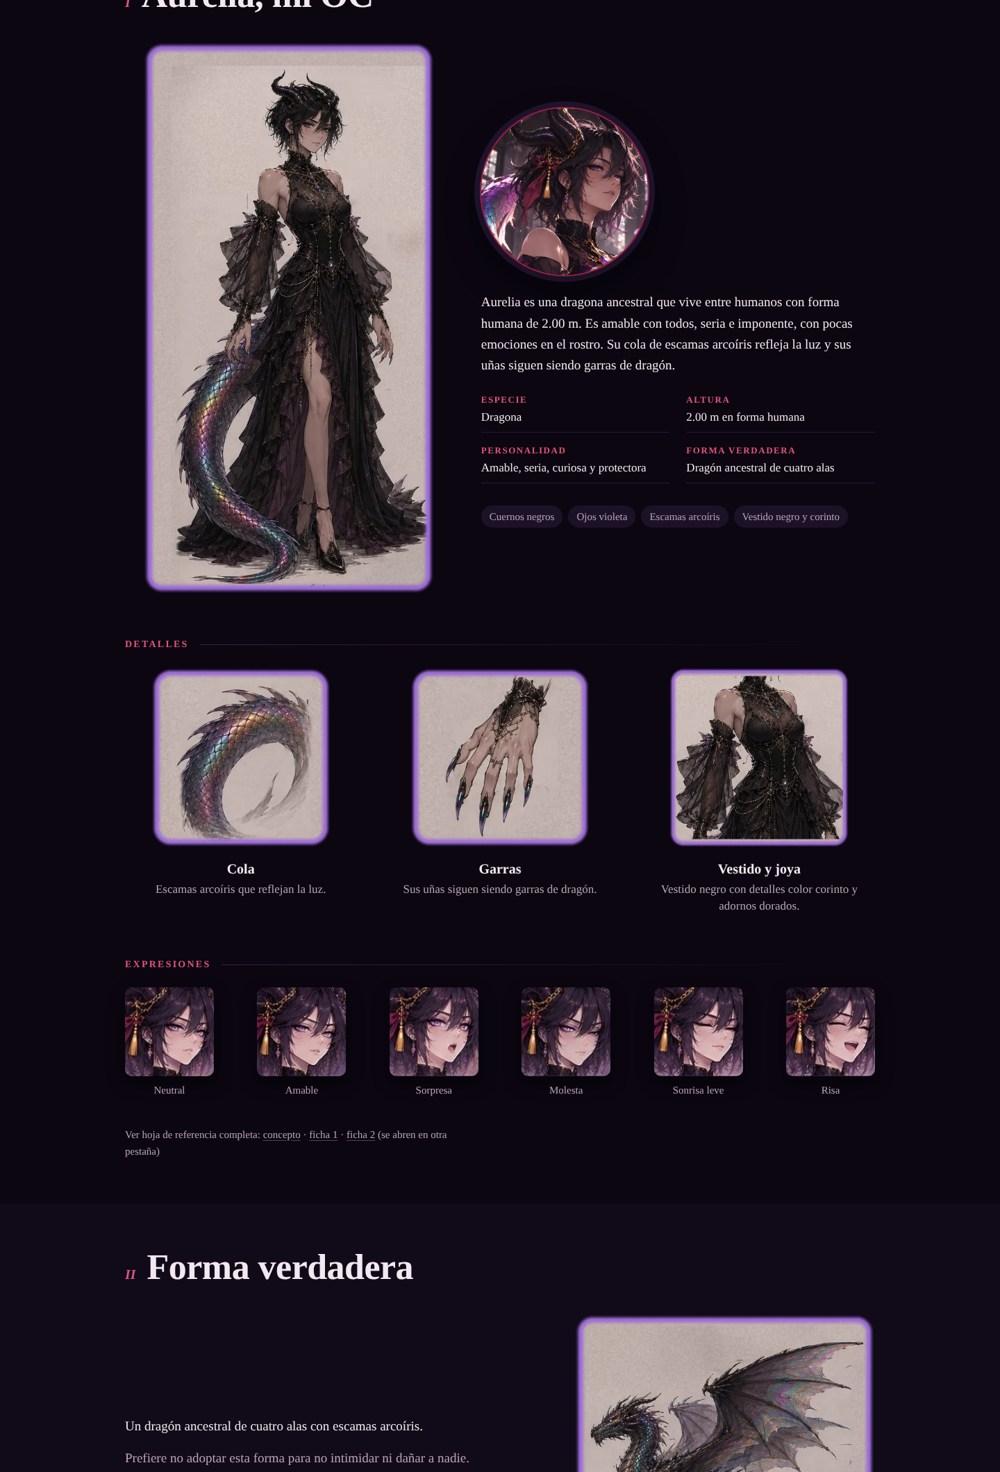 I Aurelia, mi OC
Aurelia es una dragona ancestral que vive entre humanos con forma
humana de 2.00 m. Es amable con todos, seria e imponente, con pocas
emociones en el rostro. Su cola de escamas arcoíris refleja la luz y sus
uñas siguen siendo garras de dragón.
ESPECIE
Dragona
ALTURA
2.00 m en forma humana
PERSONALIDAD
Amable, seria, curiosa y protectora
FORMA VERDADERA
Dragón ancestral de cuatro alas
Cuernos negros
Ojos violeta
Escamas arcoíris
Vestido negro y corinto
DETALLES
Cola
Escamas arcoíris que reflejan la luz.
Garras
Sus uñas siguen siendo garras de dragón.
Vestido y joya
Vestido negro con detalles color corinto y
adornos dorados.
EXPRESIONES
Neutral
Amable
Sorpresa
Molesta
Sonrisa leve
Risa
Ver hoja de referencia completa: concepto · ficha 1 · ficha 2 (se abren en otra
pestaña)
II Forma verdadera
Un dragón ancestral de cuatro alas con escamas arcoíris.
Prefiere no adoptar esta forma para no intimidar ni dañar a nadie.